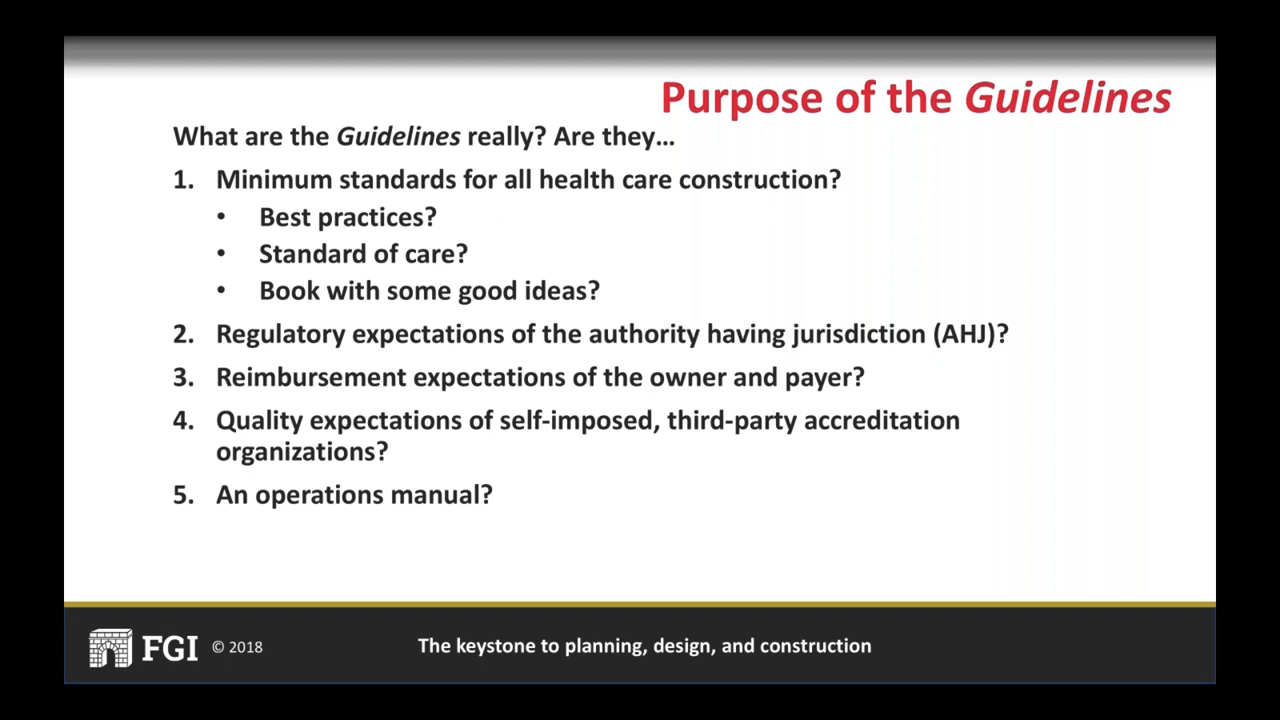 Purpose of the Guidelines
What are the Guidelines really? Are they…
1. Minimum standards for all health care construction?
• Best practices?
• Standard of care?
• Book with some good ideas?
2. Regulatory expectations of the authority having jurisdiction (AHJ)?
3. Reimbursement expectations of the owner and payer?
4. Quality expectations of self-imposed, third-party accreditation
organizations?
5. An operations manual?
FGI © 2018 The keystone to planning, design, and construction